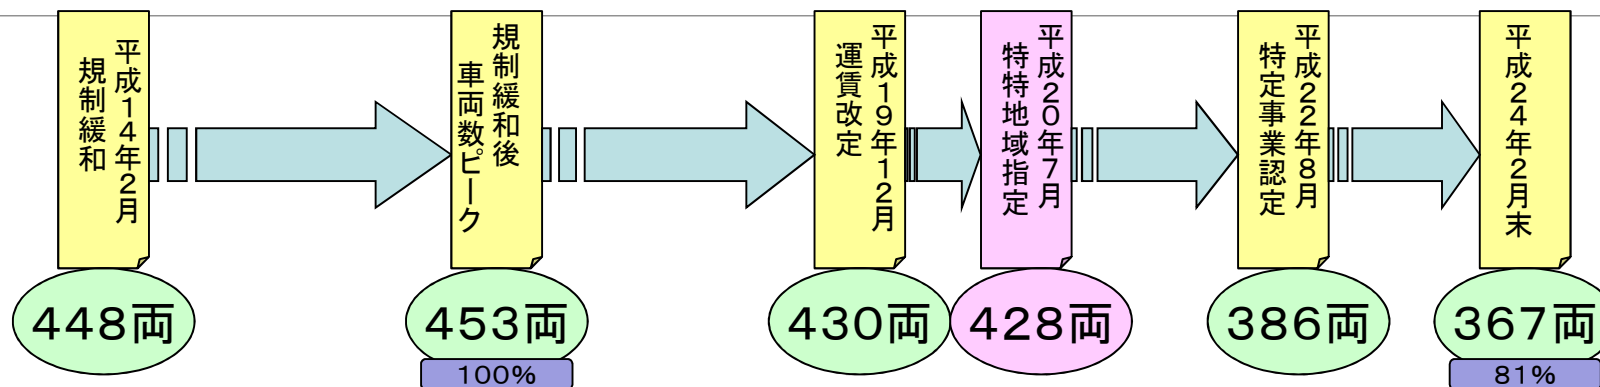 平成14年2月
規制緩和
規制緩和後
車両数ピーク
平成19年12月
運賃改定
平成20年7月
特特地域指定
平成22年8月
特定事業認定
平成24年2月末
448両
453両
430両
428両
386両
367両
100%
81%